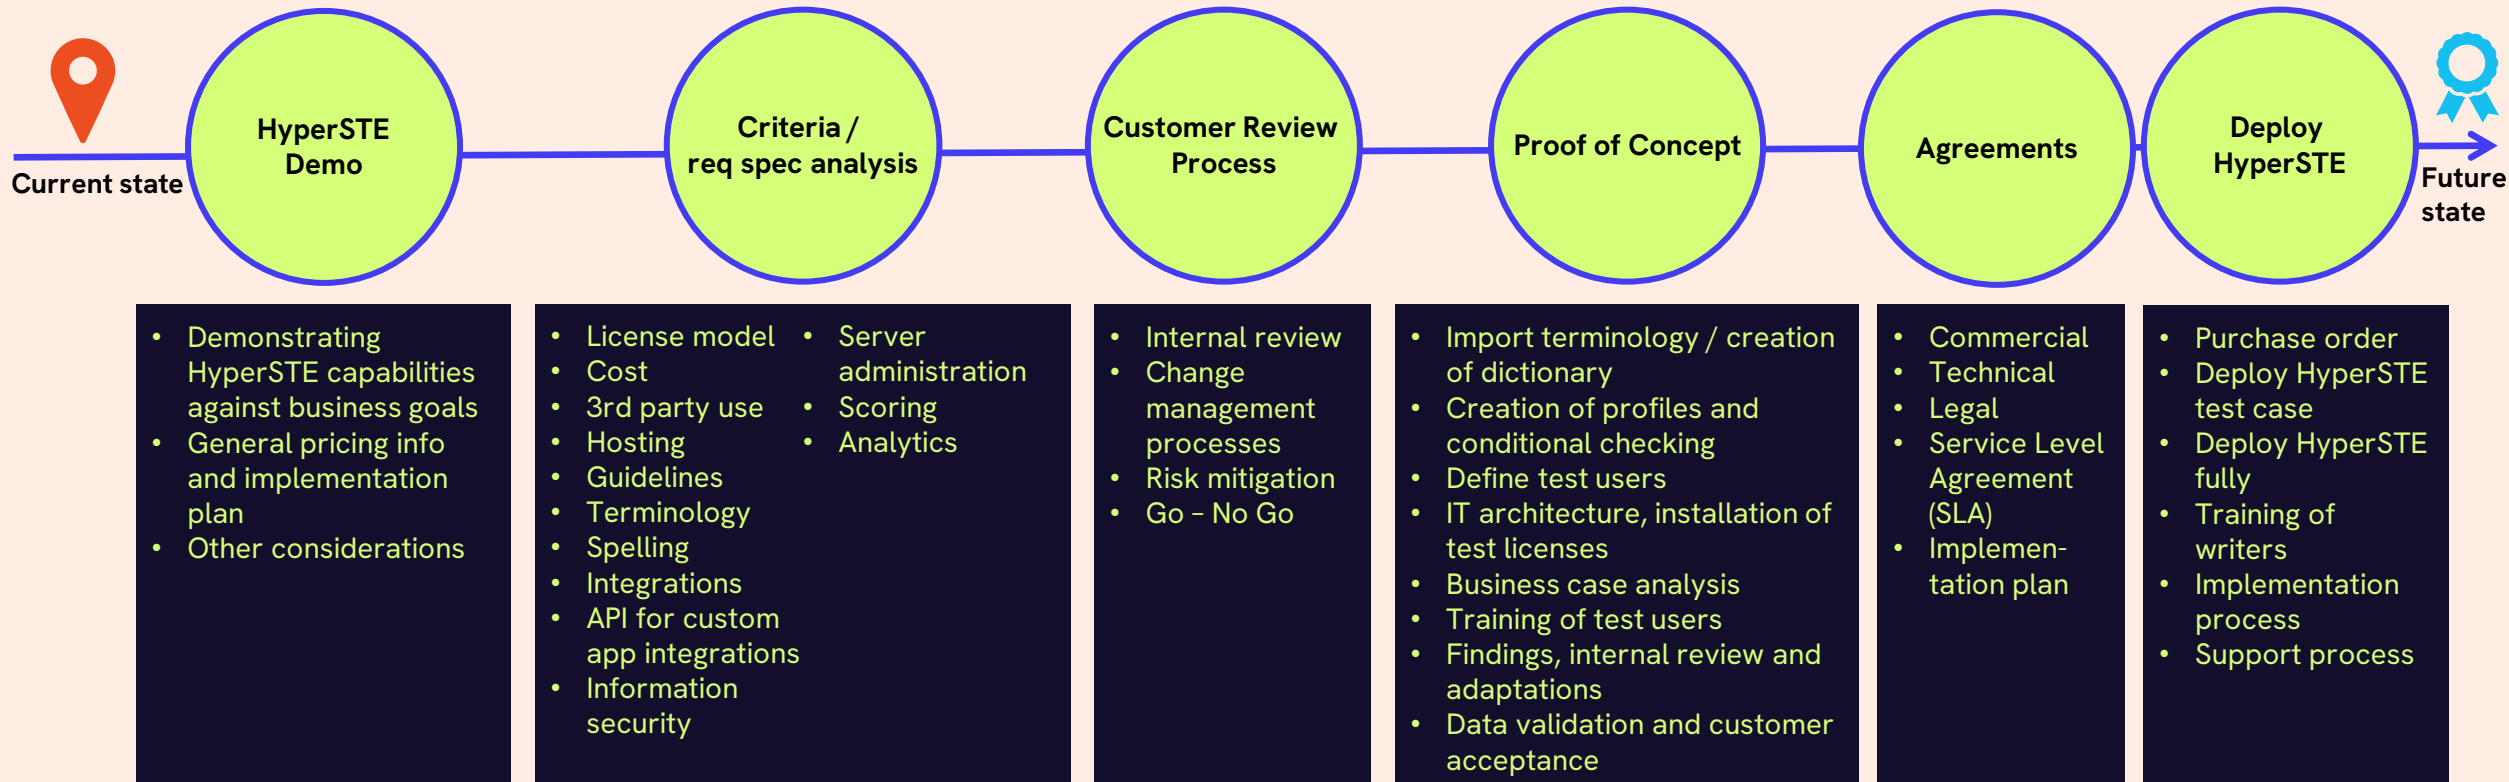 Current state
HyperSTE
Demo
Criteria /
req spec analysis
Customer Review
Process
Proof of Concept
Agreements
Deploy
HyperSTE
Future
state
• Demonstrating
HyperSTE capabilities
against business goals
• General pricing info
and implementation
plan
• Other considerations
• License model
• Cost
• 3rd party use
• Hosting
• Guidelines
• Terminology
• Spelling
• Integrations
• API for custom
app integrations
• Information
security
• Server
administration
• Scoring
• Analytics
• Internal review
• Change
management
processes
• Risk mitigation
• Go – No Go
• Import terminology / creation
of dictionary
• Creation of profiles and
conditional checking
• Define test users
• IT architecture, installation of
test licenses
• Business case analysis
• Training of test users
• Findings, internal review and
adaptations
• Data validation and customer
acceptance
• Commercial
• Technical
• Legal
• Service Level
Agreement
(SLA)
• Implemen-
tation plan
• Purchase order
• Deploy HyperSTE
test case
• Deploy HyperSTE
fully
• Training of
writers
• Implementation
process
• Support process